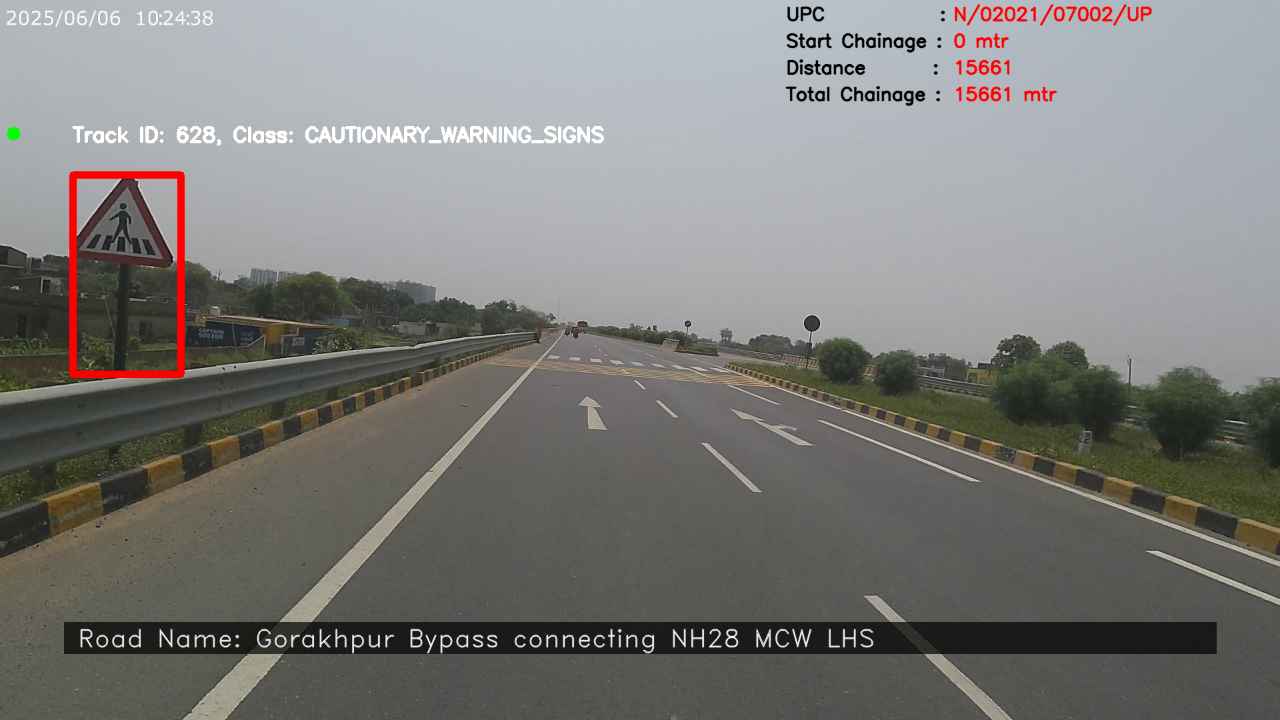 2025/06/06 10:24:38
UPC : N/02021/07002/UP
Start Chainage : 0 mtr
Distance : 15661
Total Chainage : 15661 mtr
Track ID: 628, Class: CAUTIONARY_WARNING_SIGNS
Road Name: Gorakhpur Bypass connecting NH28 MCW LHS